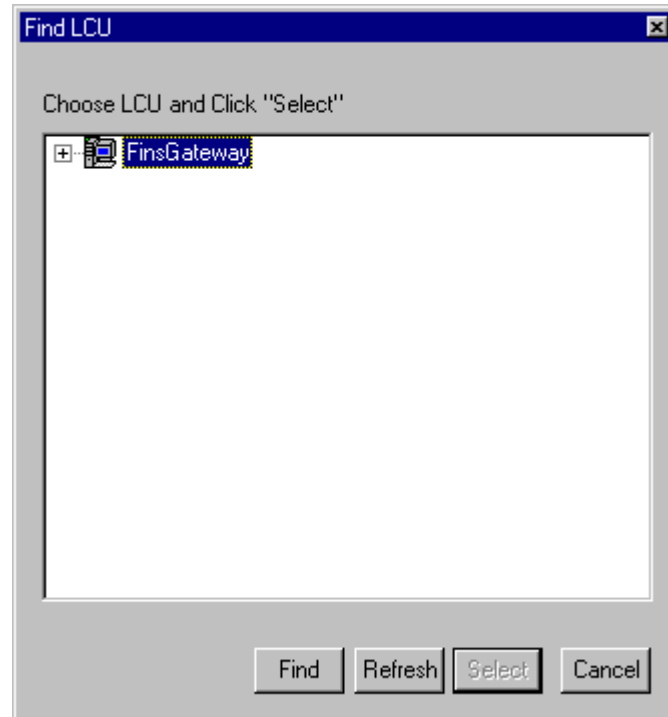 Find LCU
Choose LCU and Click "Select"
FinsGateway
Find Refresh Select Cancel